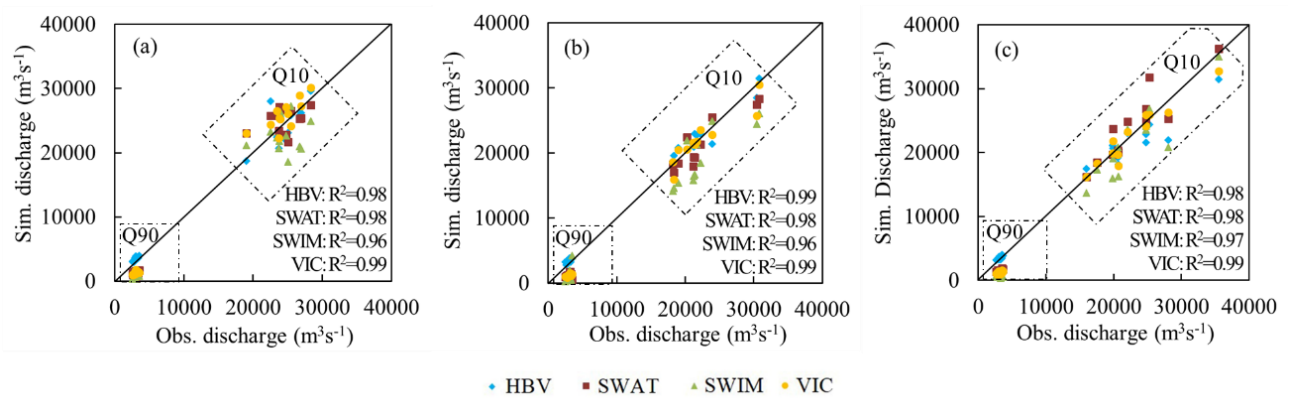 (a)
Sim. discharge (m³s⁻¹)
40000
30000
20000
10000
0
Q10
Q90
HBV: R²=0.98
SWAT: R²=0.98
SWIM: R²=0.96
VIC: R²=0.99
0 10000 20000 30000 40000
Obs. discharge (m³s⁻¹)
(b)
Sim. discharge (m³s⁻¹)
40000
30000
20000
10000
0
Q10
Q90
HBV: R²=0.99
SWAT: R²=0.98
SWIM: R²=0.96
VIC: R²=0.99
0 10000 20000 30000 40000
Obs. discharge (m³s⁻¹)
(c)
Sim. Discharge (m³s⁻¹)
40000
30000
20000
10000
0
Q10
Q90
HBV: R²=0.98
SWAT: R²=0.98
SWIM: R²=0.97
VIC: R²=0.99
0 10000 20000 30000 40000
Obs. discharge (m³s⁻¹)
HBV SWAT SWIM VIC